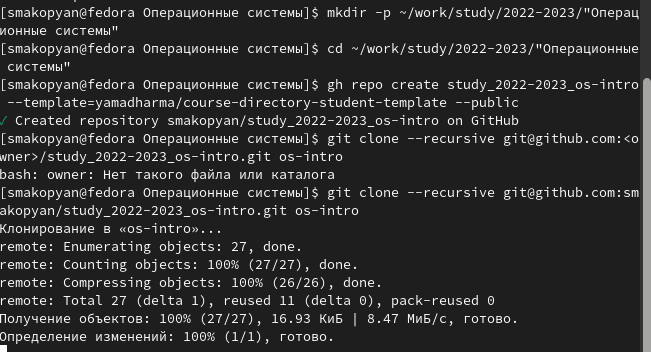 [smakopyan@fedora Операционные системы]$ mkdir -p ~/work/study/2022-2023/"Операц
ионные системы"
[smakopyan@fedora Операционные системы]$ cd ~/work/study/2022-2023/"Операционные
 системы"
[smakopyan@fedora Операционные системы]$ gh repo create study_2022-2023_os-intro
 --template=yamadharma/course-directory-student-template --public
✓ Created repository smakopyan/study_2022-2023_os-intro on GitHub
[smakopyan@fedora Операционные системы]$ git clone --recursive git@github.com:<o
wner>/study_2022-2023_os-intro.git os-intro
bash: owner: Нет такого файла или каталога
[smakopyan@fedora Операционные системы]$ git clone --recursive git@github.com:sm
akopyan/study_2022-2023_os-intro.git os-intro
Клонирование в «os-intro»...
remote: Enumerating objects: 27, done.
remote: Counting objects: 100% (27/27), done.
remote: Compressing objects: 100% (26/26), done.
remote: Total 27 (delta 1), reused 11 (delta 0), pack-reused 0
Получение объектов: 100% (27/27), 16.93 КиБ | 8.47 МиБ/с, готово.
Определение изменений: 100% (1/1), готово.